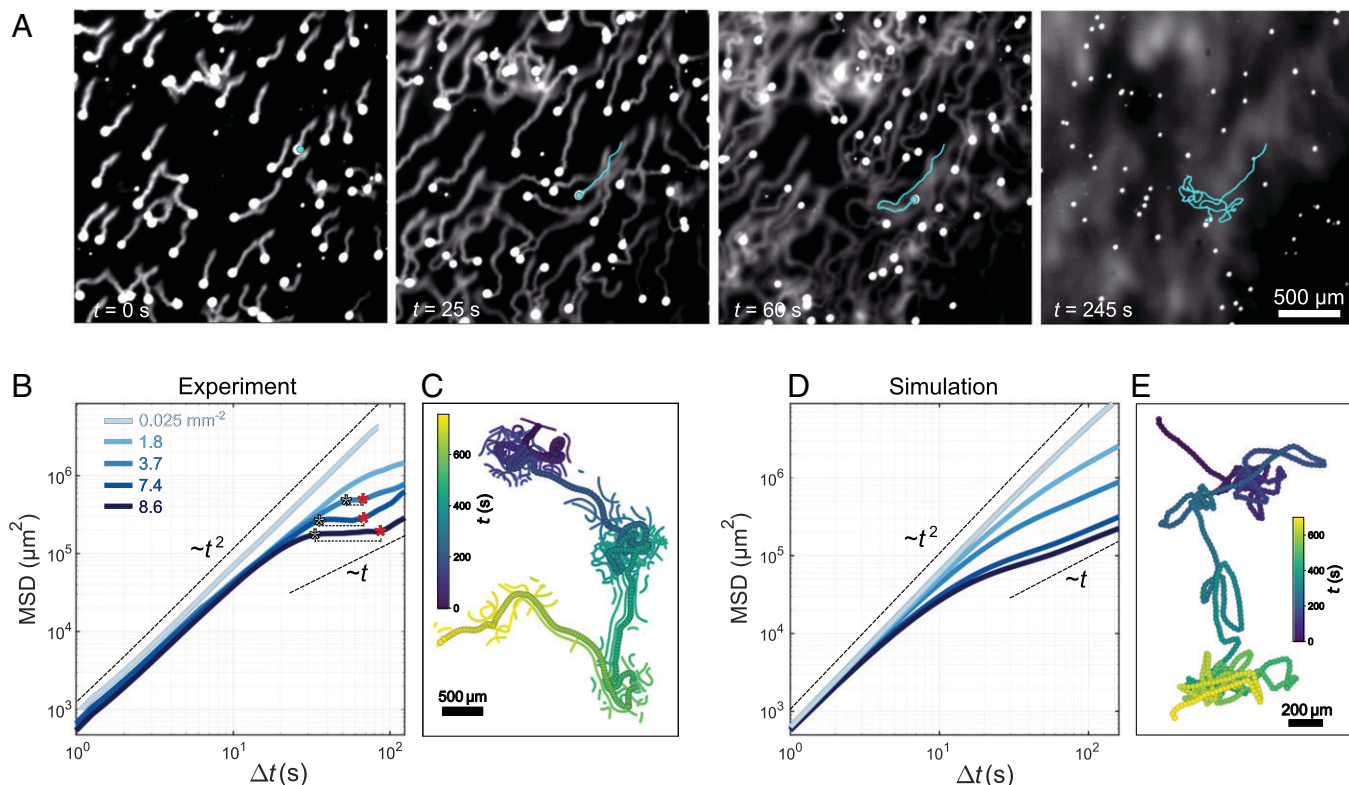 A
t = 0 s
t = 25 s
t = 60 s
t = 245 s
500 µm
B
Experiment
MSD (µm²)
10⁶
10⁵
10⁴
10³
0.025 mm⁻²
1.8
3.7
7.4
8.6
~t²
~t
* *
* *
* *
10⁰
10¹
10²
Δt (s)
C
t (s)
600
400
200
0
500 µm
D
Simulation
MSD (µm²)
10⁶
10⁵
10⁴
10³
~t²
~t
10⁰
10¹
10²
Δt (s)
E
t (s)
600
400
200
0
200 µm